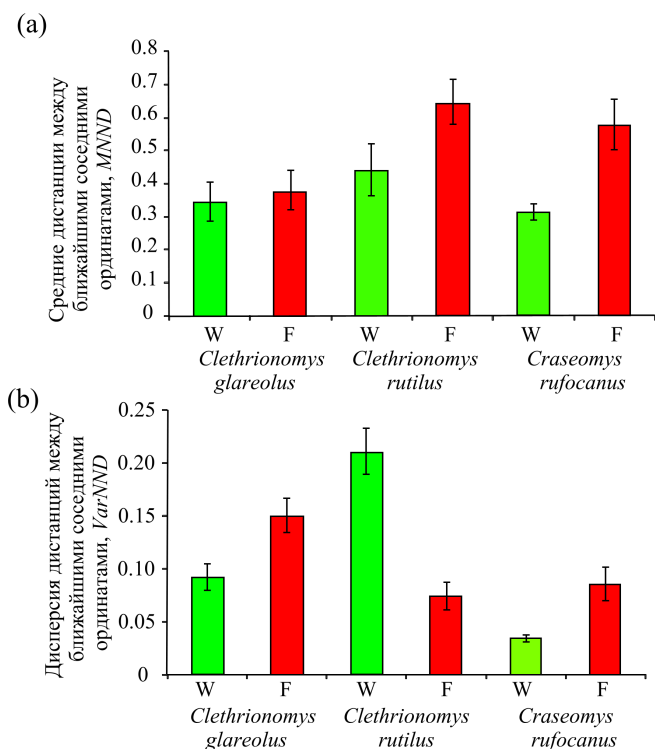 (a)
Средние дистанции между
ближайшими соседними
ординатами, MNND
0.8
0.7
0.6
0.5
0.4
0.3
0.2
0.1
0
W F W F W F
Clethrionomys Clethrionomys Craseomys
glareolus rutilus rufocanus
(b)
Дисперсия дистанций между
ближайшими соседними
ординатами, VarNND
0.25
0.20
0.15
0.10
0.05
0
W F W F W F
Clethrionomys Clethrionomys Craseomys
glareolus rutilus rufocanus